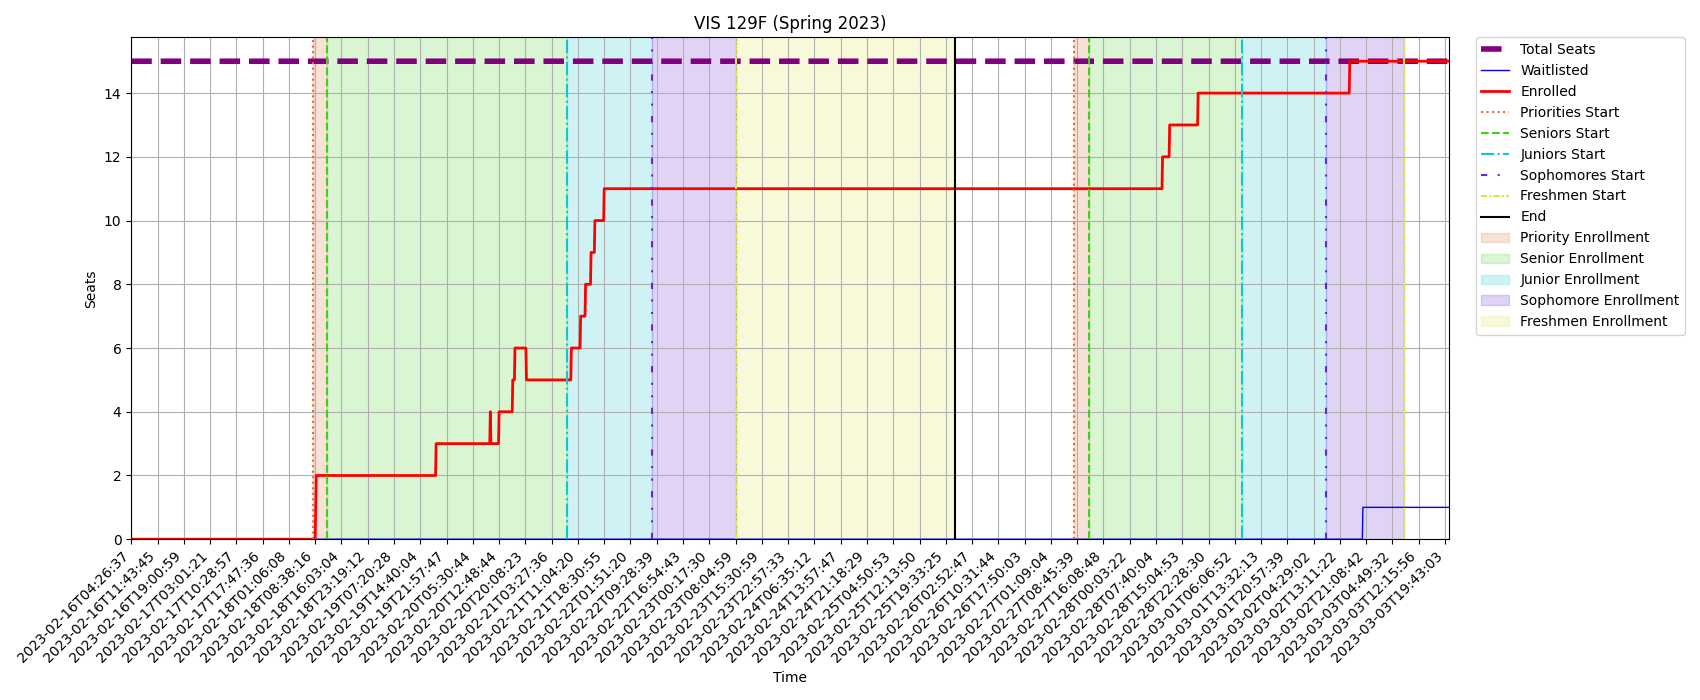 VIS 129F (Spring 2023)
Seats
14
12
10
8
6
4
2
0
2023-02-16T04:26:37
2023-02-16T11:43:45
2023-02-16T19:00:59
2023-02-17T03:01:21
2023-02-17T10:28:57
2023-02-17T17:47:36
2023-02-18T01:06:08
2023-02-18T08:38:16
2023-02-18T16:03:04
2023-02-18T23:19:12
2023-02-19T07:20:28
2023-02-19T14:40:04
2023-02-19T21:57:47
2023-02-20T05:30:44
2023-02-20T12:48:44
2023-02-20T20:08:23
2023-02-21T03:27:36
2023-02-21T11:04:20
2023-02-21T18:30:55
2023-02-22T01:51:20
2023-02-22T09:28:39
2023-02-22T16:54:43
2023-02-23T00:17:30
2023-02-23T08:04:59
2023-02-23T15:30:59
2023-02-23T22:57:33
2023-02-24T06:35:12
2023-02-24T13:57:47
2023-02-24T21:18:29
2023-02-25T04:50:53
2023-02-25T12:13:50
2023-02-25T19:33:25
2023-02-26T02:52:47
2023-02-26T10:31:44
2023-02-26T17:50:03
2023-02-27T01:09:04
2023-02-27T08:45:39
2023-02-27T16:08:48
2023-02-28T00:03:22
2023-02-28T07:40:04
2023-02-28T15:04:53
2023-02-28T22:28:30
2023-03-01T06:06:52
2023-03-01T13:32:13
2023-03-01T20:57:39
2023-03-02T04:29:02
2023-03-02T13:11:22
2023-03-02T21:08:42
2023-03-03T04:49:32
2023-03-03T12:15:56
2023-03-03T19:43:03
Time
Total Seats
Waitlisted
Enrolled
Priorities Start
Seniors Start
Juniors Start
Sophomores Start
Freshmen Start
End
Priority Enrollment
Senior Enrollment
Junior Enrollment
Sophomore Enrollment
Freshmen Enrollment